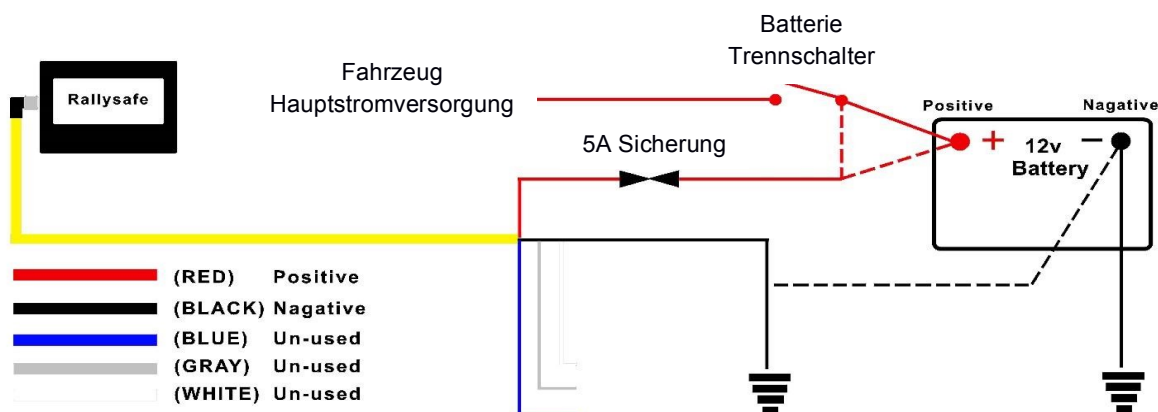 Batterie
Trennschalter
Fahrzeug
Hauptstromversorgung
Rallysafe
Positive
Nagative
+
−
12v
Battery
5A Sicherung
(RED) Positive
(BLACK) Nagative
(BLUE) Un-used
(GRAY) Un-used
(WHITE) Un-used